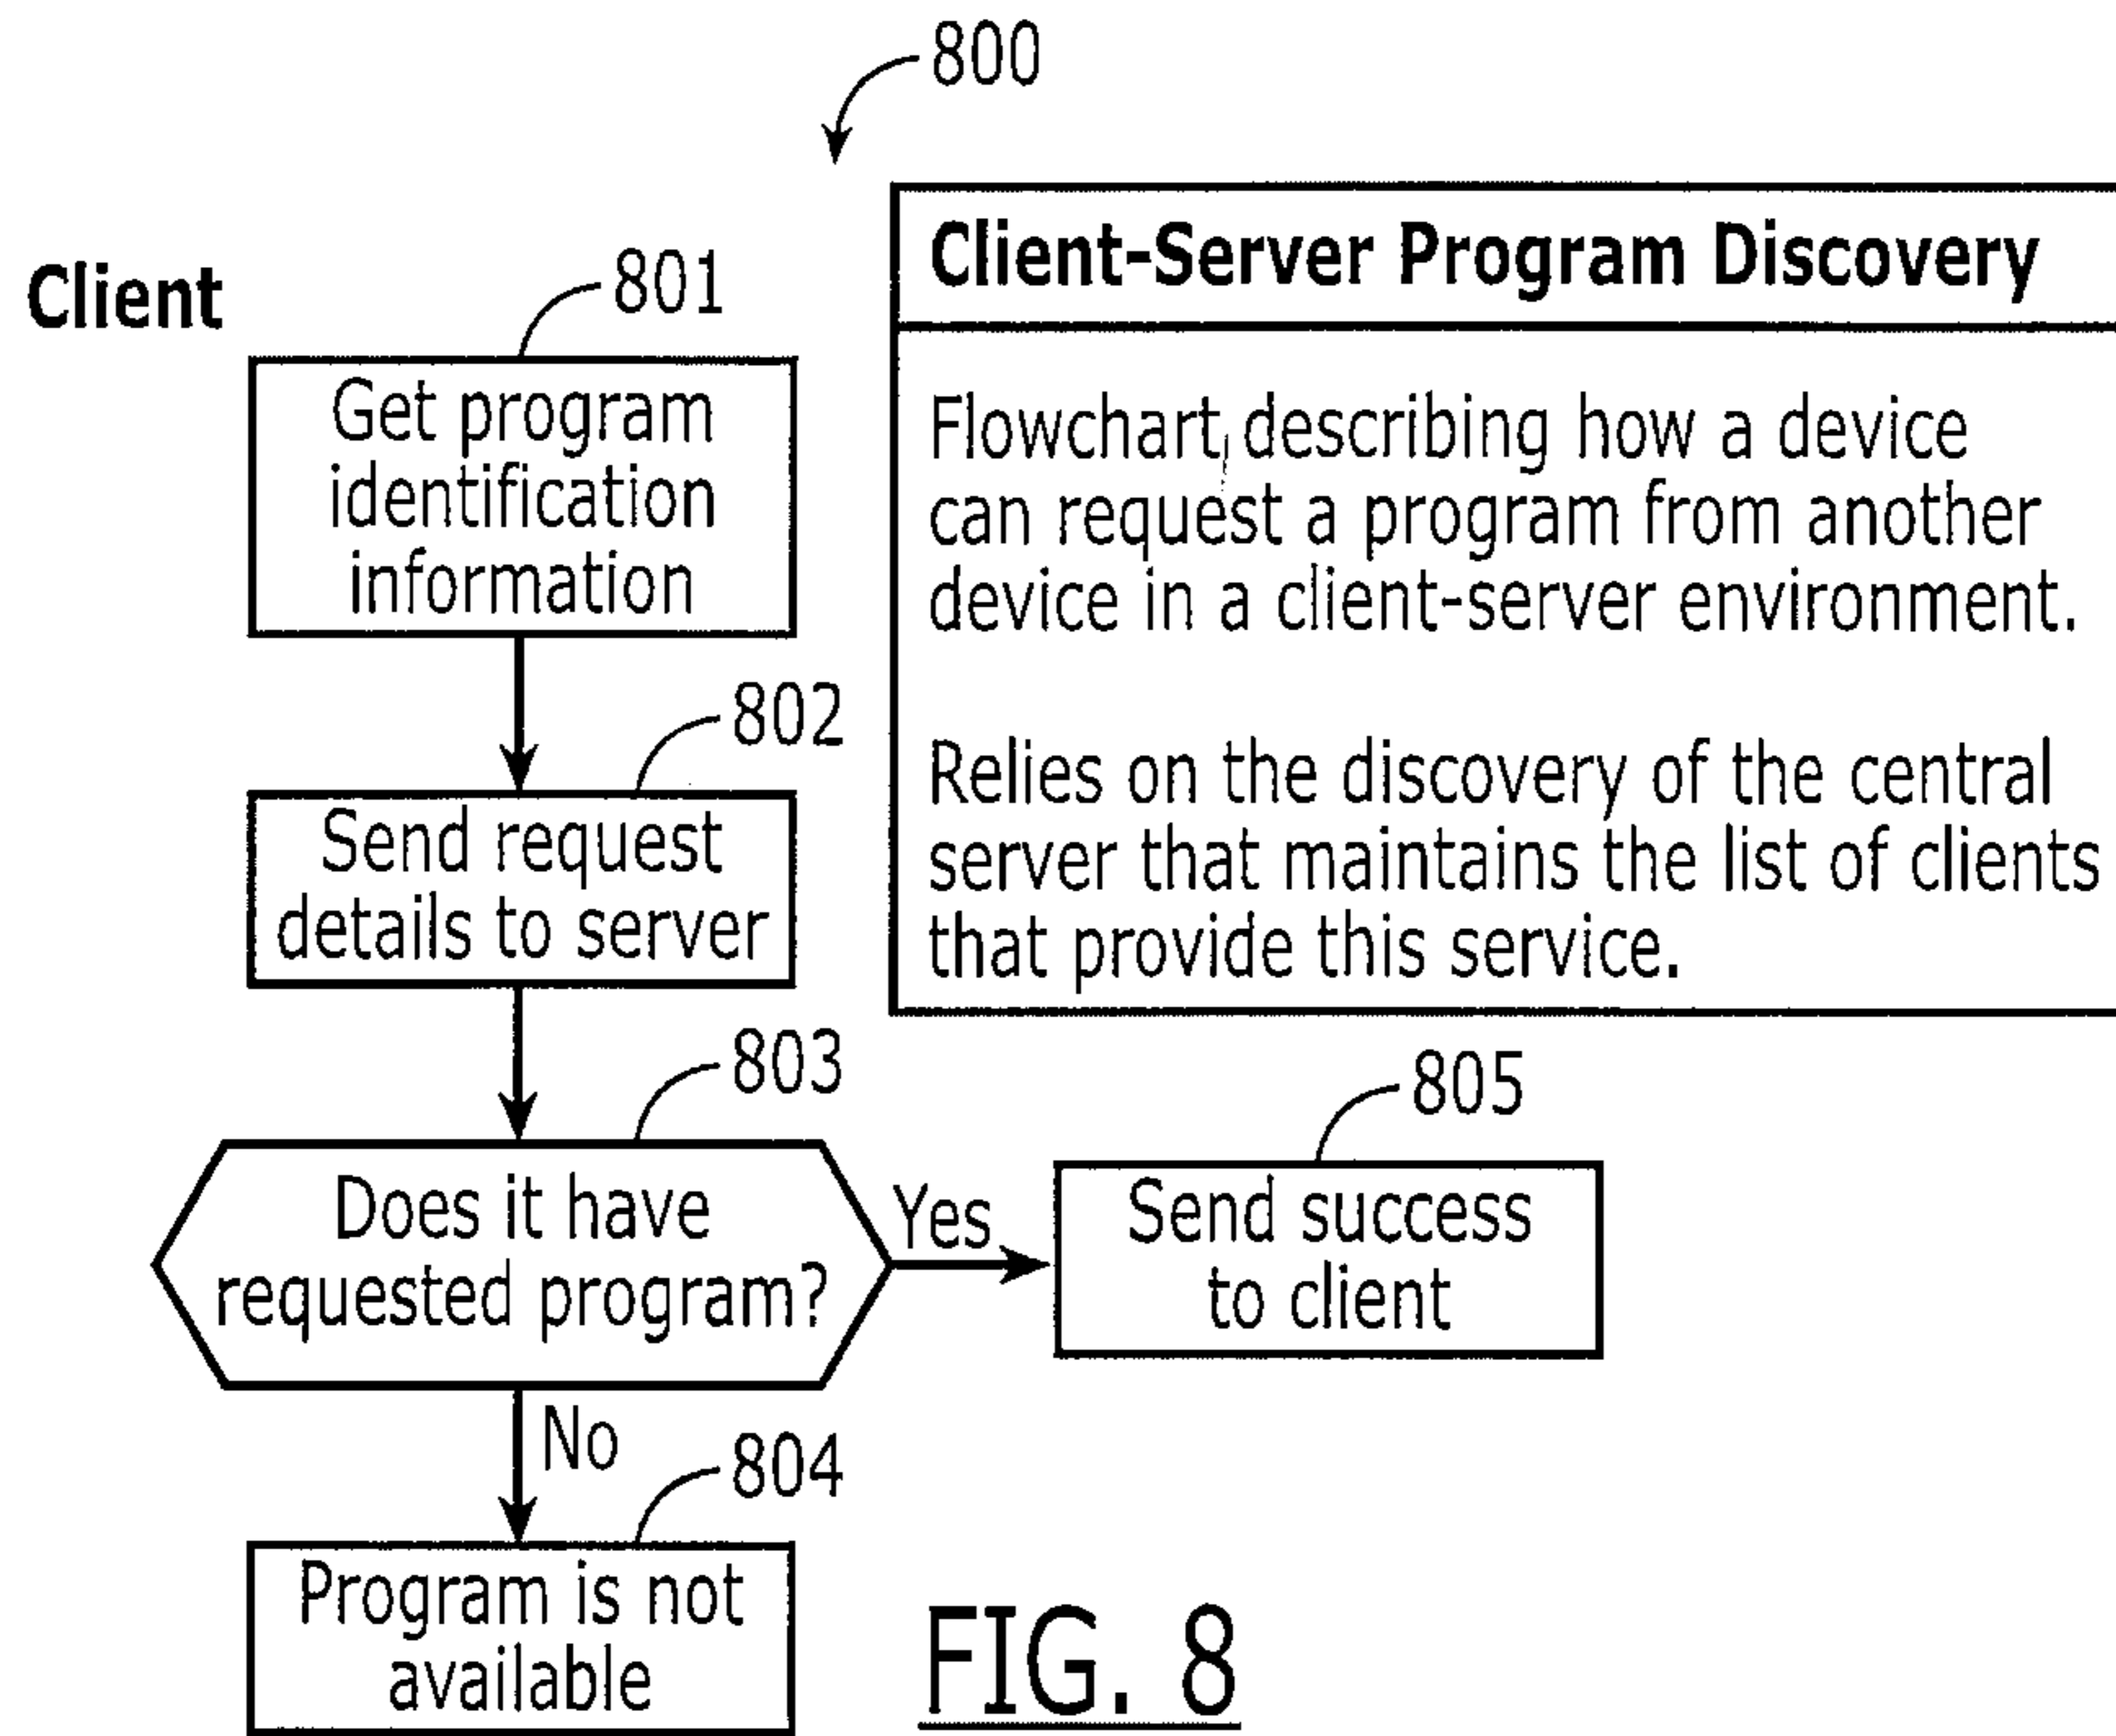 800
Client
801
Get program
identification
information
802
Send request
details to server
803
Does it have
requested program?
Yes
805
Send success
to client
No
804
Program is not
available
Client-Server Program Discovery
Flowchart describing how a device
can request a program from another
device in a client-server environment.
Relies on the discovery of the central
server that maintains the list of clients
that provide this service.
FIG. 8